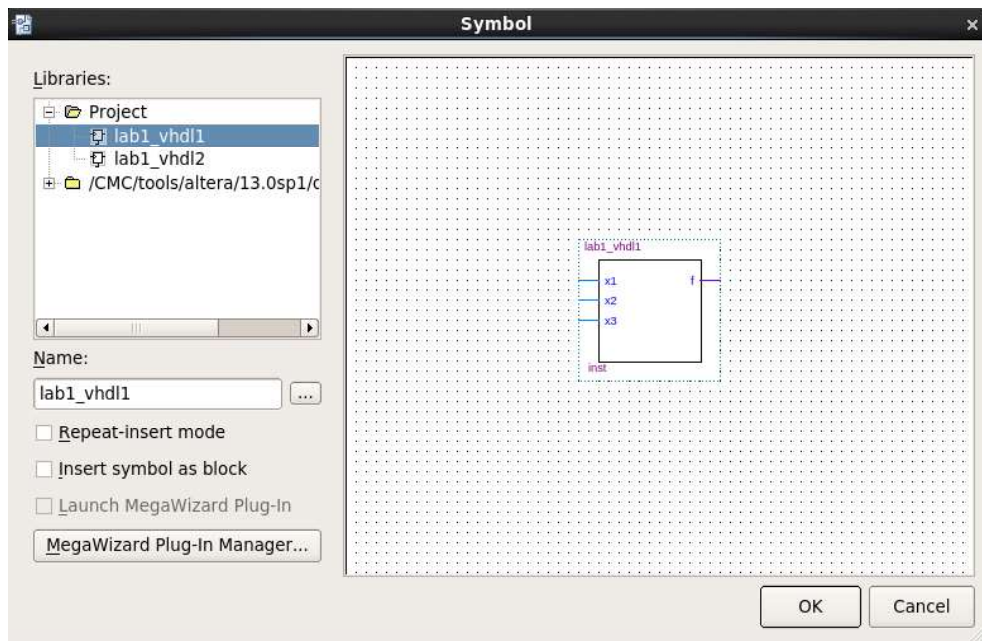 Symbol
Libraries:
Project
lab1_vhdl1
lab1_vhdl2
/CMC/tools/altera/13.0sp1/c
Name:
lab1_vhdl1
...
Repeat-insert mode
Insert symbol as block
Launch MegaWizard Plug-In
MegaWizard Plug-In Manager...
lab1_vhdl1
x1 f
x2
x3
inst
OK Cancel